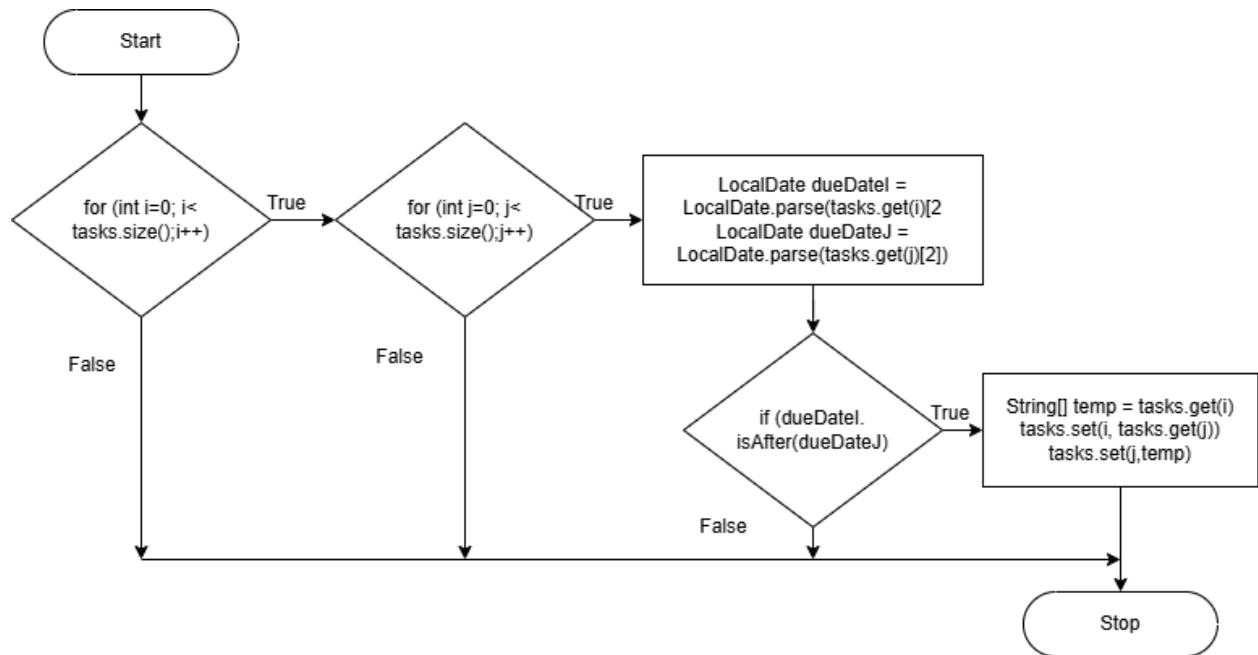 Start
for (int i=0; i<
tasks.size();i++)
True
for (int j=0; j<
tasks.size();j++)
True
LocalDate dueDateI =
LocalDate.parse(tasks.get(i)[2
LocalDate dueDateJ =
LocalDate.parse(tasks.get(j)[2])
False
False
if (dueDateI.
isAfter(dueDateJ)
True
String[] temp = tasks.get(i)
tasks.set(i, tasks.get(j))
tasks.set(j,temp)
False
Stop